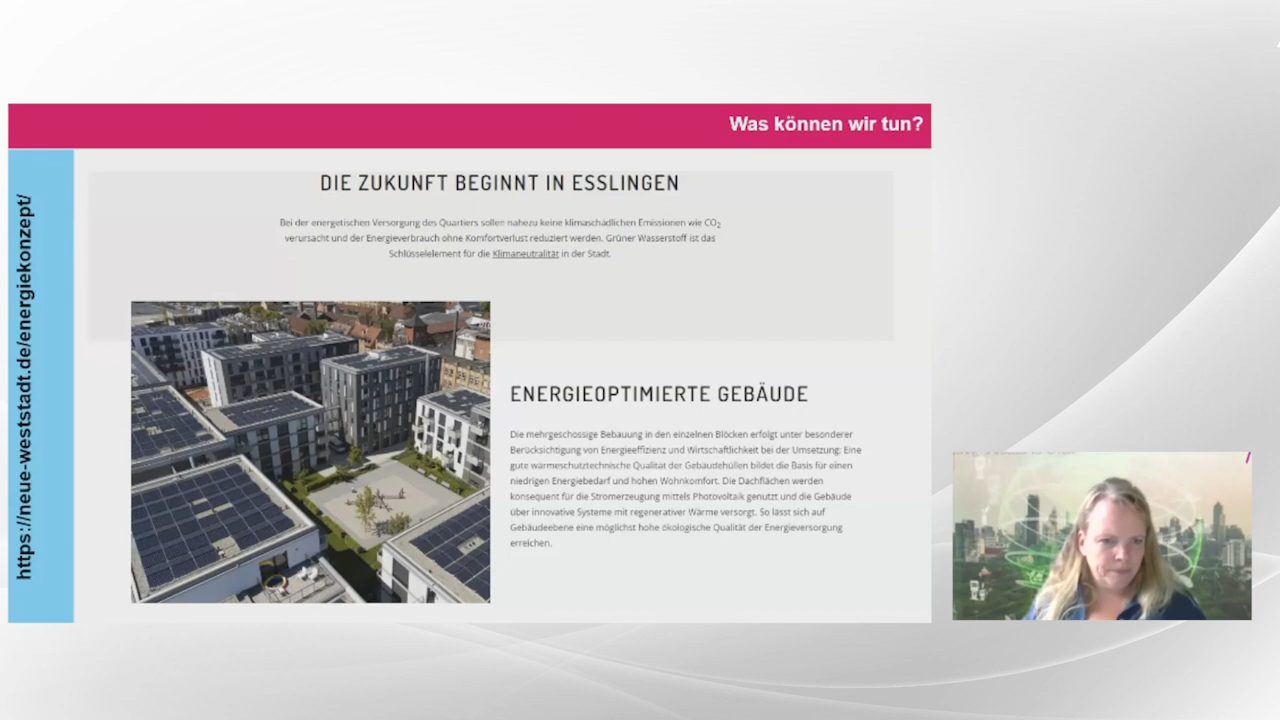 Was können wir tun?
https://neue-weststadt.de/energiekonzept/
DIE ZUKUNFT BEGINNT IN ESSLINGEN
Bei der energetischen Versorgung des Quartiers sollen nahezu keine klimaschädlichen Emissionen wie CO₂
verursacht und der Energieverbrauch ohne Komfortverlust reduziert werden. Grüner Wasserstoff ist das
Schlüsselelement für die Klimaneutralität in der Stadt.
ENERGIEOPTIMIERTE GEBÄUDE
Die mehrgeschossige Bebauung in den einzelnen Blöcken erfolgt unter besonderer
Berücksichtigung von Energieeffizienz und Wirtschaftlichkeit bei der Umsetzung: Eine
gute wärmeschutztechnische Qualität der Gebäudehüllen bildet die Basis für einen
niedrigen Energiebedarf und hohen Wohnkomfort. Die Dachflächen werden
konsequent für die Stromerzeugung mittels Photovoltaik genutzt und die Gebäude
über innovative Systeme mit regenerativer Wärme versorgt. So lässt sich auf
Gebäudeebene eine möglichst hohe ökologische Qualität der Energieversorgung
erreichen.